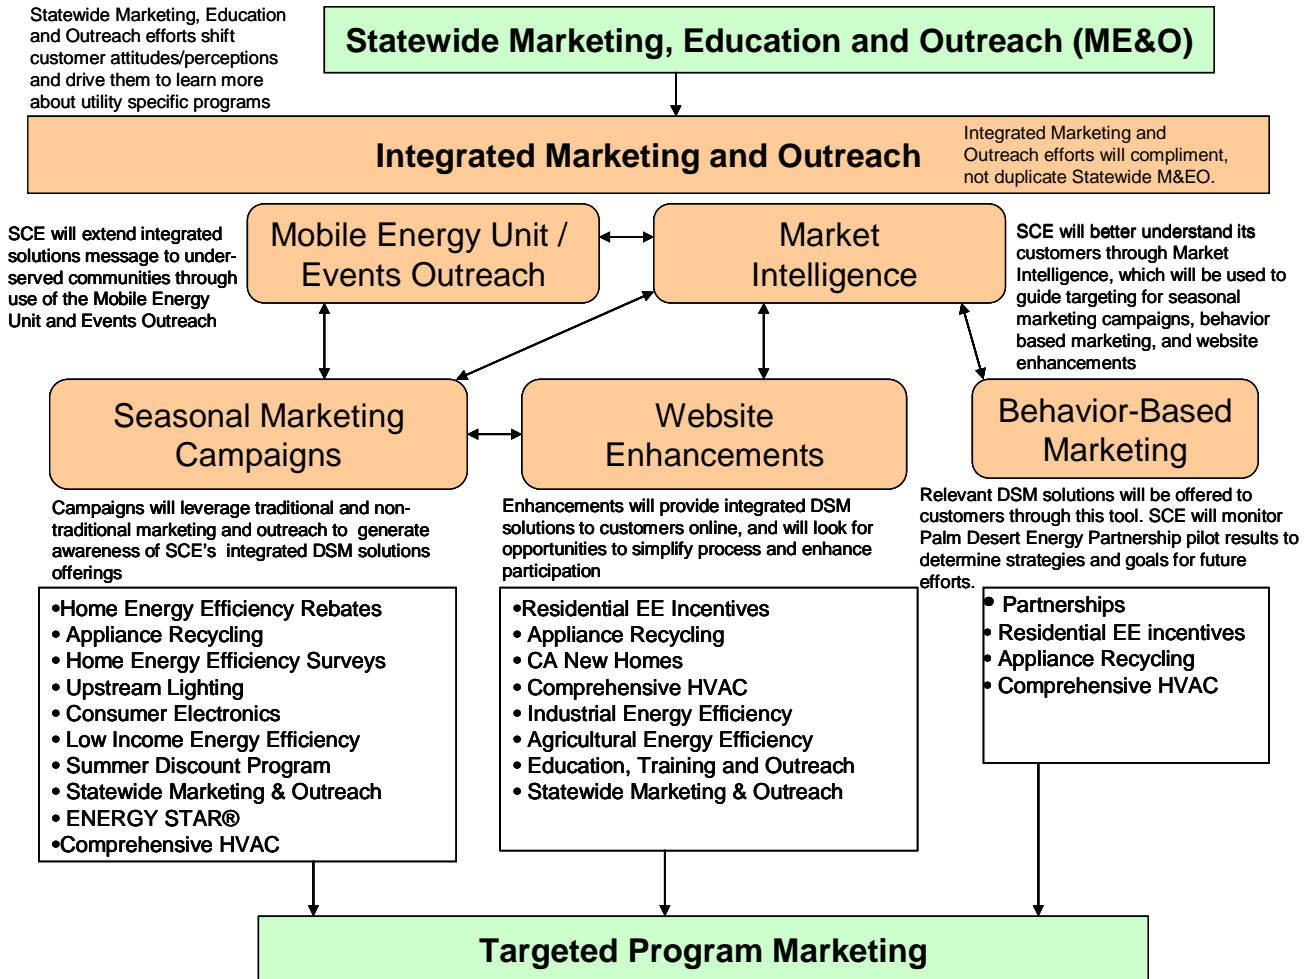 Statewide Marketing, Education
and Outreach efforts shift
customer attitudes/perceptions
and drive them to learn more
about utility specific programs
Statewide Marketing, Education and Outreach (ME&O)
Integrated Marketing and Outreach
Integrated Marketing and
Outreach efforts will compliment,
not duplicate Statewide M&EO.
SCE will extend integrated
solutions message to under-
served communities through
use of the Mobile Energy
Unit and Events Outreach
Mobile Energy Unit /
Events Outreach
Market
Intelligence
SCE will better understand its
customers through Market
Intelligence, which will be used to
guide targeting for seasonal
marketing campaigns, behavior
based marketing, and website
enhancements
Seasonal Marketing
Campaigns
Website
Enhancements
Behavior-Based
Marketing
Campaigns will leverage traditional and non-
traditional marketing and outreach to generate
awareness of SCE's integrated DSM solutions
offerings
Enhancements will provide integrated DSM
solutions to customers online, and will look for
opportunities to simplify process and enhance
participation
Relevant DSM solutions will be offered to
customers through this tool. SCE will monitor
Palm Desert Energy Partnership pilot results to
determine strategies and goals for future
efforts.
•Home Energy Efficiency Rebates
• Appliance Recycling
• Home Energy Efficiency Surveys
• Upstream Lighting
• Consumer Electronics
• Low Income Energy Efficiency
• Summer Discount Program
• Statewide Marketing & Outreach
• ENERGY STAR®
•Comprehensive HVAC
•Residential EE Incentives
• Appliance Recycling
• CA New Homes
• Comprehensive HVAC
• Industrial Energy Efficiency
• Agricultural Energy Efficiency
• Education, Training and Outreach
• Statewide Marketing & Outreach
• Partnerships
• Residential EE incentives
• Appliance Recycling
• Comprehensive HVAC
Targeted Program Marketing